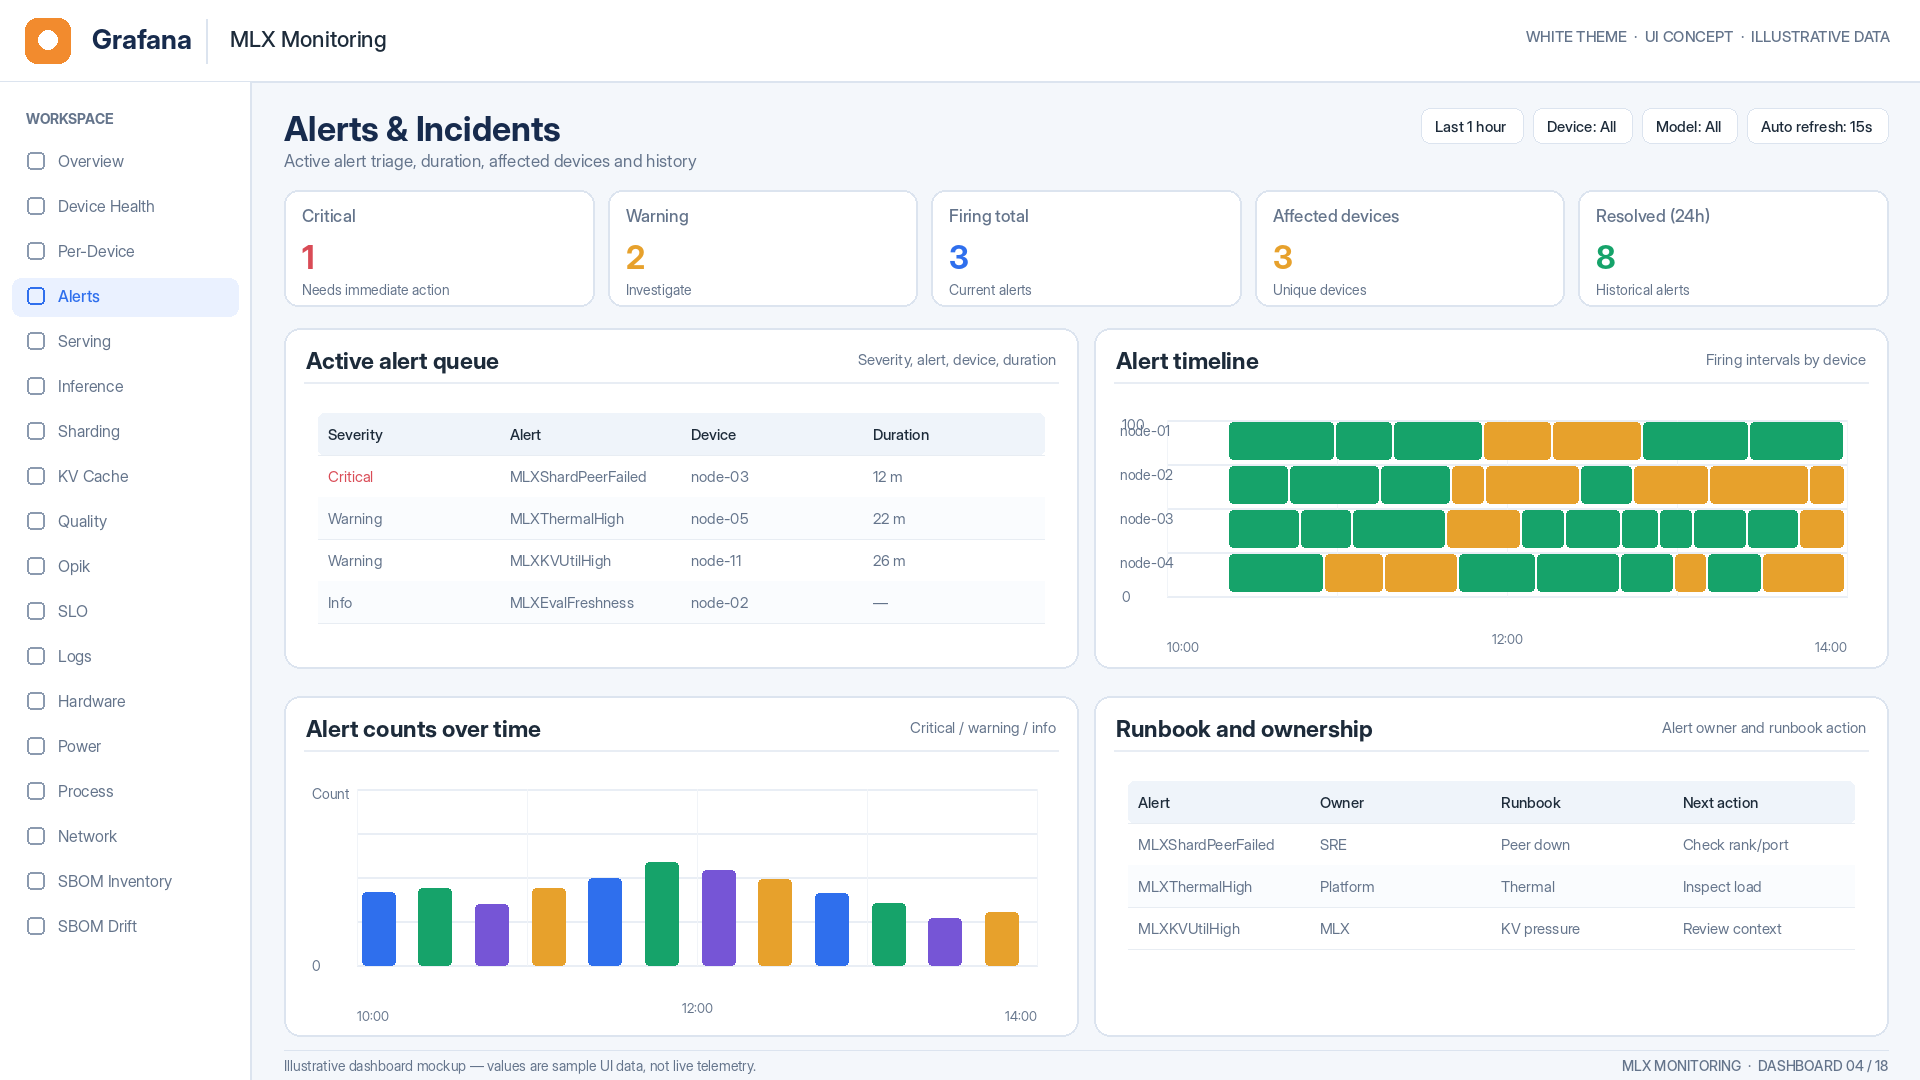 Grafana
MLX Monitoring
WHITE THEME · UI CONCEPT · ILLUSTRATIVE DATA
WORKSPACE
Overview
Device Health
Per-Device
Alerts
Serving
Inference
Sharding
KV Cache
Quality
Opik
SLO
Logs
Hardware
Power
Process
Network
SBOM Inventory
SBOM Drift
Alerts & Incidents
Active alert triage, duration, affected devices and history
Last 1 hour
Device: All
Model: All
Auto refresh: 15s
Critical
1
Needs immediate action
Warning
2
Investigate
Firing total
3
Current alerts
Affected devices
3
Unique devices
Resolved (24h)
8
Historical alerts
Active alert queue
Severity, alert, device, duration
Severity Alert Device Duration
Critical MLXShardPeerFailed node-03 12 m
Warning MLXThermalHigh node-05 22 m
Warning MLXKVUtilHigh node-11 26 m
Info MLXEvalFreshness node-02 —
Alert timeline
Firing intervals by device
100
node-01
node-02
node-03
node-04
0
10:00 12:00 14:00
Alert counts over time
Critical / warning / info
Count
0
10:00 12:00 14:00
Runbook and ownership
Alert owner and runbook action
Alert Owner Runbook Next action
MLXShardPeerFailed SRE Peer down Check rank/port
MLXThermalHigh Platform Thermal Inspect load
MLXKVUtilHigh MLX KV pressure Review context
Illustrative dashboard mockup — values are sample UI data, not live telemetry.
MLX MONITORING · DASHBOARD 04 / 18